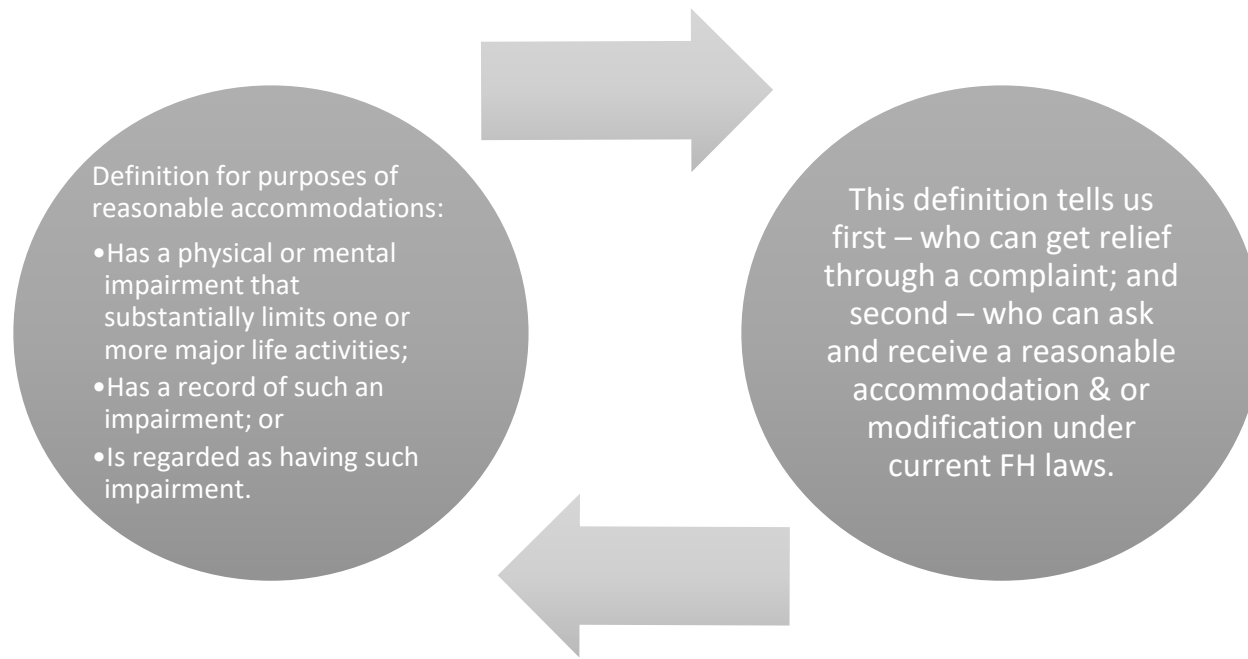 Definition for purposes of
reasonable accommodations:
•Has a physical or mental
impairment that
substantially limits one or
more major life activities;
•Has a record of such an
impairment; or
•Is regarded as having such
impairment.
This definition tells us
first – who can get relief
through a complaint; and
second – who can ask
and receive a reasonable
accommodation & or
modification under
current FH laws.